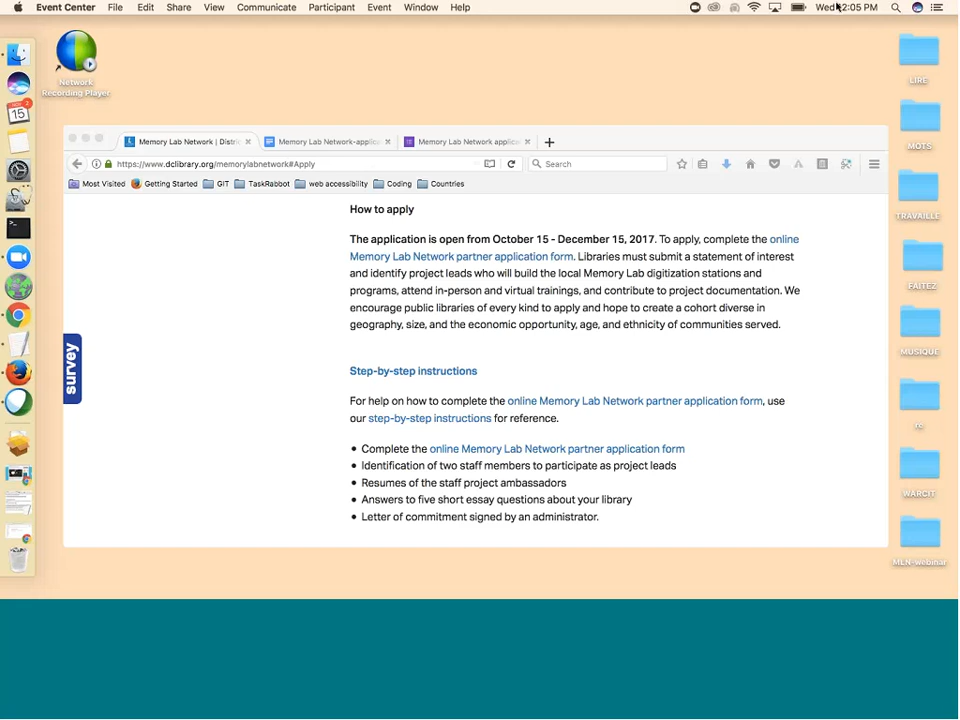 Event Center File Edit Share View Communicate Participant Event Window Help
Wed 2:05 PM
Network
Recording Player
LIRE
MOTS
TRAVAILLE
FAITEZ
MUSIQUE
rc
WARCIT
MLN-webinar
NOV
15
Memory Lab Network | Distric
Memory Lab Network-applica
Memory Lab Network applicat
https://www.dclibrary.org/memorylabnetwork#Apply
Search
Most Visited Getting Started GIT TaskRabbot web accessibility Coding Countries
survey
How to apply
The application is open from October 15 - December 15, 2017. To apply, complete the online
Memory Lab Network partner application form. Libraries must submit a statement of interest
and identify project leads who will build the local Memory Lab digitization stations and
programs, attend in-person and virtual trainings, and contribute to project documentation. We
encourage public libraries of every kind to apply and hope to create a cohort diverse in
geography, size, and the economic opportunity, age, and ethnicity of communities served.
Step-by-step instructions
For help on how to complete the online Memory Lab Network partner application form, use
our step-by-step instructions for reference.
• Complete the online Memory Lab Network partner application form
• Identification of two staff members to participate as project leads
• Resumes of the staff project ambassadors
• Answers to five short essay questions about your library
• Letter of commitment signed by an administrator.